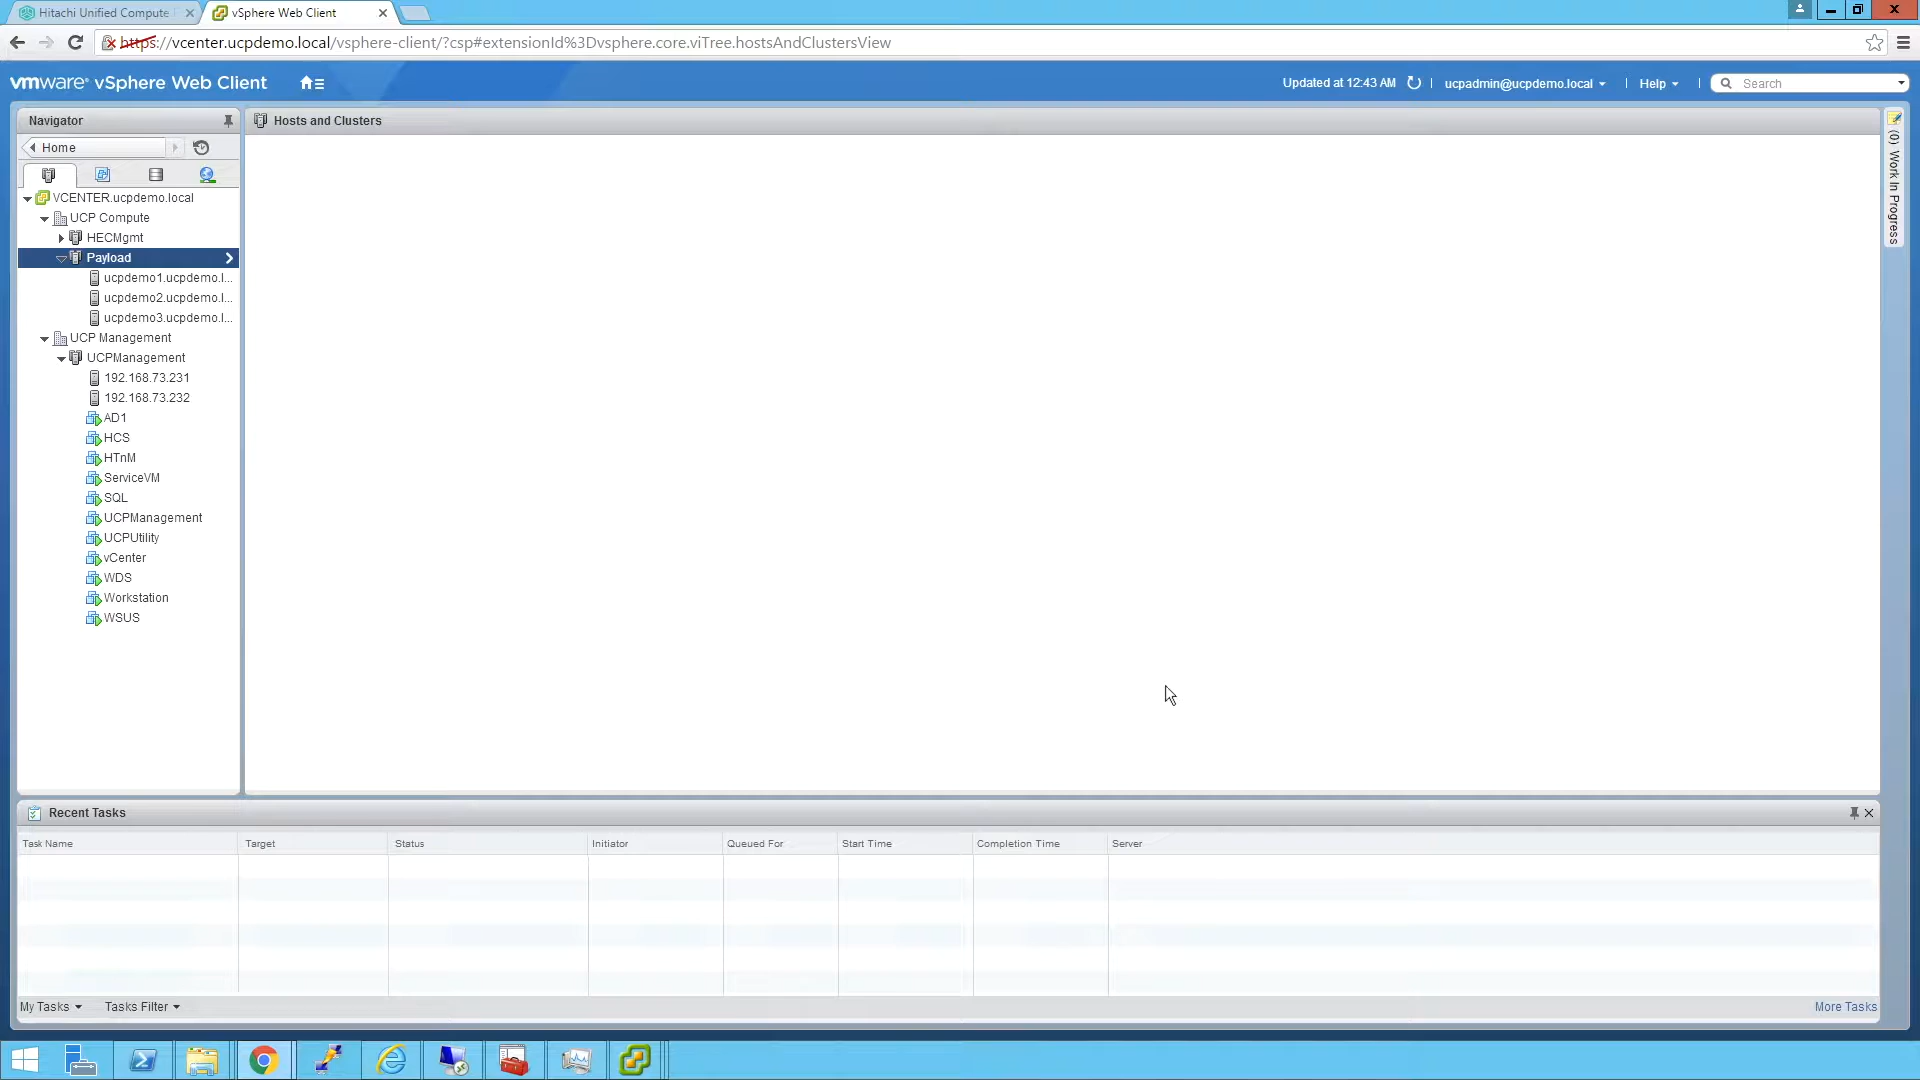 Hitachi Unified Compute
vSphere Web Client
https://vcenter.ucpdemo.local/vsphere-client/?csp#extensionId%3Dvsphere.core.viTree.hostsAndClustersView
vmware® vSphere Web Client
Updated at 12:43 AM
ucpadmin@ucpdemo.local
Help
Search
Navigator
Hosts and Clusters
(0) Work In Progress
Home
VCENTER.ucpdemo.local
UCP Compute
HECMgmt
Payload
ucpdemo1.ucpdemo.l...
ucpdemo2.ucpdemo.l...
ucpdemo3.ucpdemo.l...
UCP Management
UCPManagement
192.168.73.231
192.168.73.232
AD1
HCS
HTnM
ServiceVM
SQL
UCPManagement
UCPUtility
vCenter
WDS
Workstation
WSUS
Recent Tasks
Task Name Target Status Initiator Queued For Start Time Completion Time Server
My Tasks Tasks Filter More Tasks